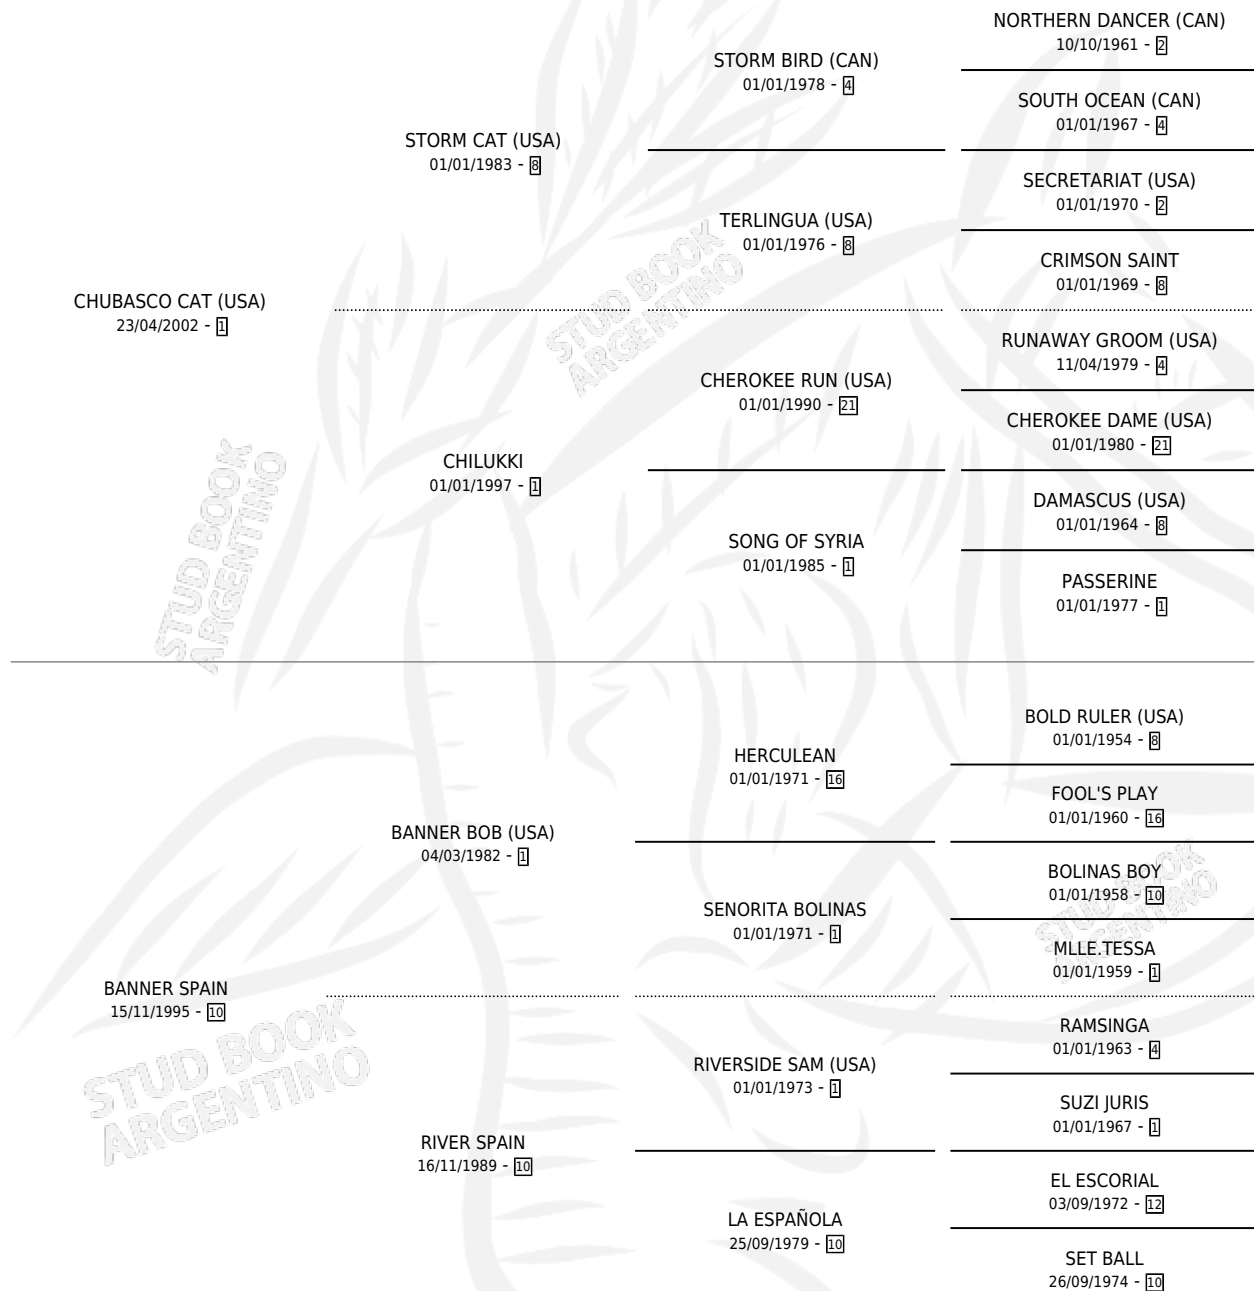 NORTHERN DANCER (CAN)
10/10/1961 - 2
STORM BIRD (CAN)
01/01/1978 - 4
SOUTH OCEAN (CAN)
01/01/1967 - 4
STORM CAT (USA)
01/01/1983 - 8
SECRETARIAT (USA)
01/01/1970 - 2
TERLINGUA (USA)
01/01/1976 - 8
CRIMSON SAINT
01/01/1969 - 8
CHUBASCO CAT (USA)
23/04/2002 - 1
RUNAWAY GROOM (USA)
11/04/1979 - 4
CHEROKEE RUN (USA)
01/01/1990 - 21
CHEROKEE DAME (USA)
01/01/1980 - 21
CHILUKKI
01/01/1997 - 1
DAMASCUS (USA)
01/01/1964 - 8
SONG OF SYRIA
01/01/1985 - 1
PASSERINE
01/01/1977 - 1
BOLD RULER (USA)
01/01/1954 - 8
HERCULEAN
01/01/1971 - 16
FOOL'S PLAY
01/01/1960 - 16
BANNER BOB (USA)
04/03/1982 - 1
BOLINAS BOY
01/01/1958 - 10
SENORITA BOLINAS
01/01/1971 - 1
MLLE.TESSA
01/01/1959 - 1
BANNER SPAIN
15/11/1995 - 10
RAMSINGA
01/01/1963 - 4
RIVERSIDE SAM (USA)
01/01/1973 - 1
SUZI JURIS
01/01/1967 - 1
RIVER SPAIN
16/11/1989 - 10
EL ESCORIAL
03/09/1972 - 12
LA ESPAÑOLA
25/09/1979 - 10
SET BALL
26/09/1974 - 10
STUD BOOK
ARGENTINO
STUD BOOK
ARGENTINO
STUD BOOK
ARGENTINO
STUD BOOK
ARGENTINO